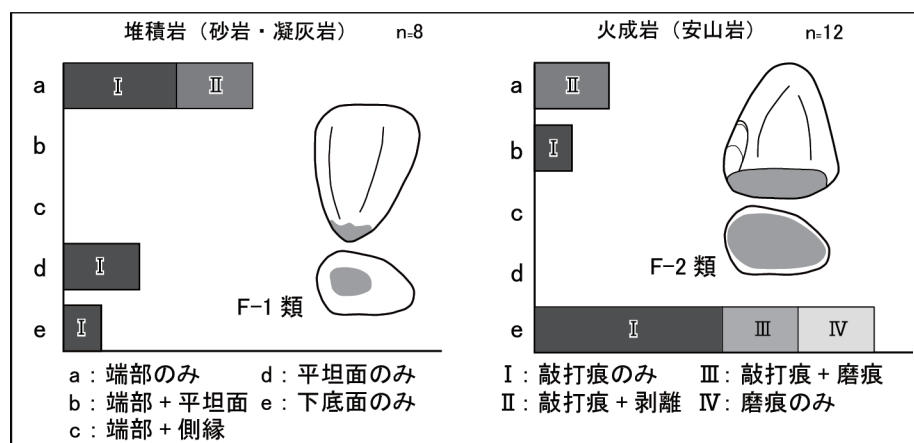 堆積岩（砂岩・凝灰岩） n=8
a Ⅰ Ⅱ
b
c
d Ⅰ
e Ⅰ
F-1 類
a：端部のみ d：平坦面のみ
b：端部 + 平坦面 e：下底面のみ
c：端部 + 側縁
火成岩（安山岩） n=12
a Ⅱ
b Ⅰ
c
d
e Ⅰ Ⅲ Ⅳ
F-2 類
Ⅰ：敲打痕のみ Ⅲ：敲打痕 + 磨痕
Ⅱ：敲打痕 + 剥離 Ⅳ：磨痕のみ